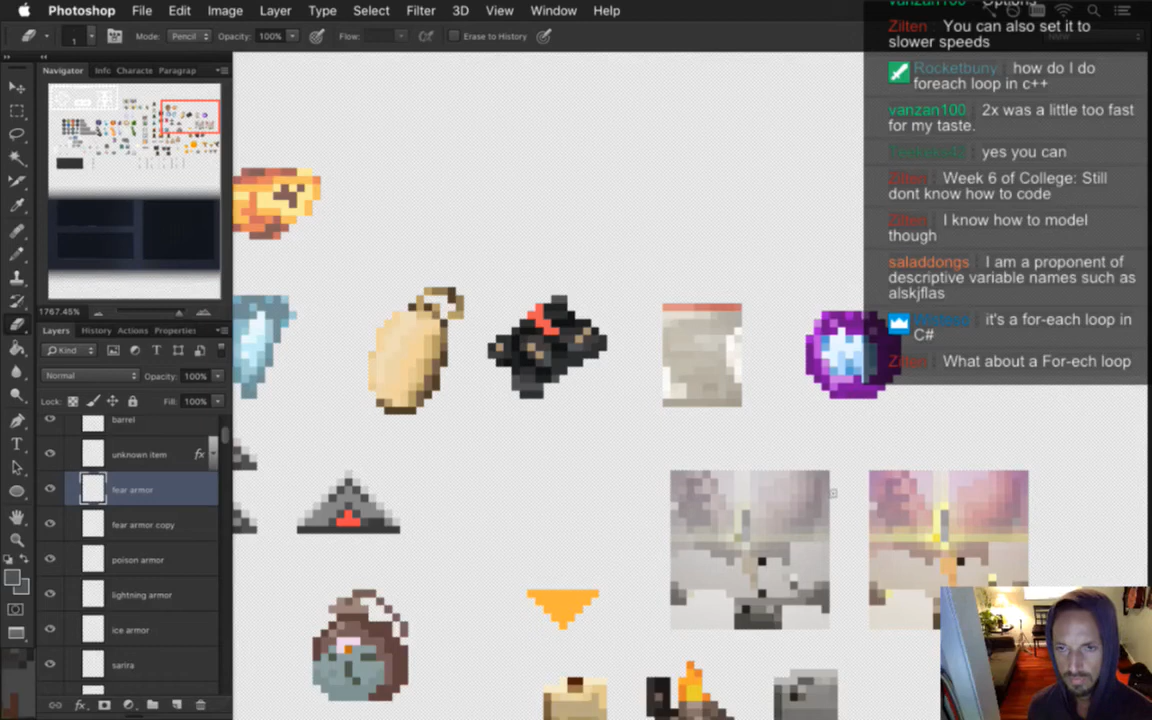 Photoshop File Edit Image Layer Type Select Filter 3D View Window Help
1 Mode: Pencil Opacity: 100% Flow: Erase to History
Navigator Info Characte Paragrap
1767.45%
Layers History Actions Properties
Kind
Normal Opacity: 100%
Lock: Fill: 100%
barrel
unknown item fx
fear armor
fear armor copy
poison armor
lightning armor
ice armor
sarira
fx
vanzan100 Options
Zilten You can also set it to
slower speeds
Rocketbuny how do I do
foreach loop in c++
vanzan100 2x was a little too fast
for my taste.
yes you can
Zilten Week 6 of College: Still
dont know how to code
Zilten I know how to model
though
saladdongs I am a proponent of
descriptive variable names such as
alskjflas
it's a for-each loop in
C#
Zilten What about a For-ech loop